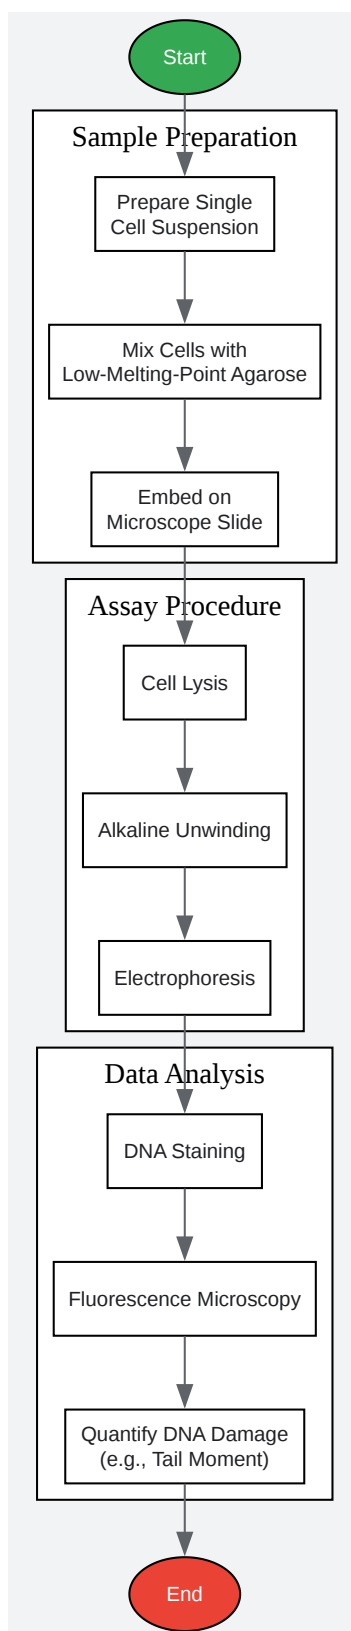 Start
Sample Preparation
Prepare Single
Cell Suspension
Mix Cells with
Low-Melting-Point Agarose
Embed on
Microscope Slide
Assay Procedure
Cell Lysis
Alkaline Unwinding
Electrophoresis
Data Analysis
DNA Staining
Fluorescence Microscopy
Quantify DNA Damage
(e.g., Tail Moment)
End